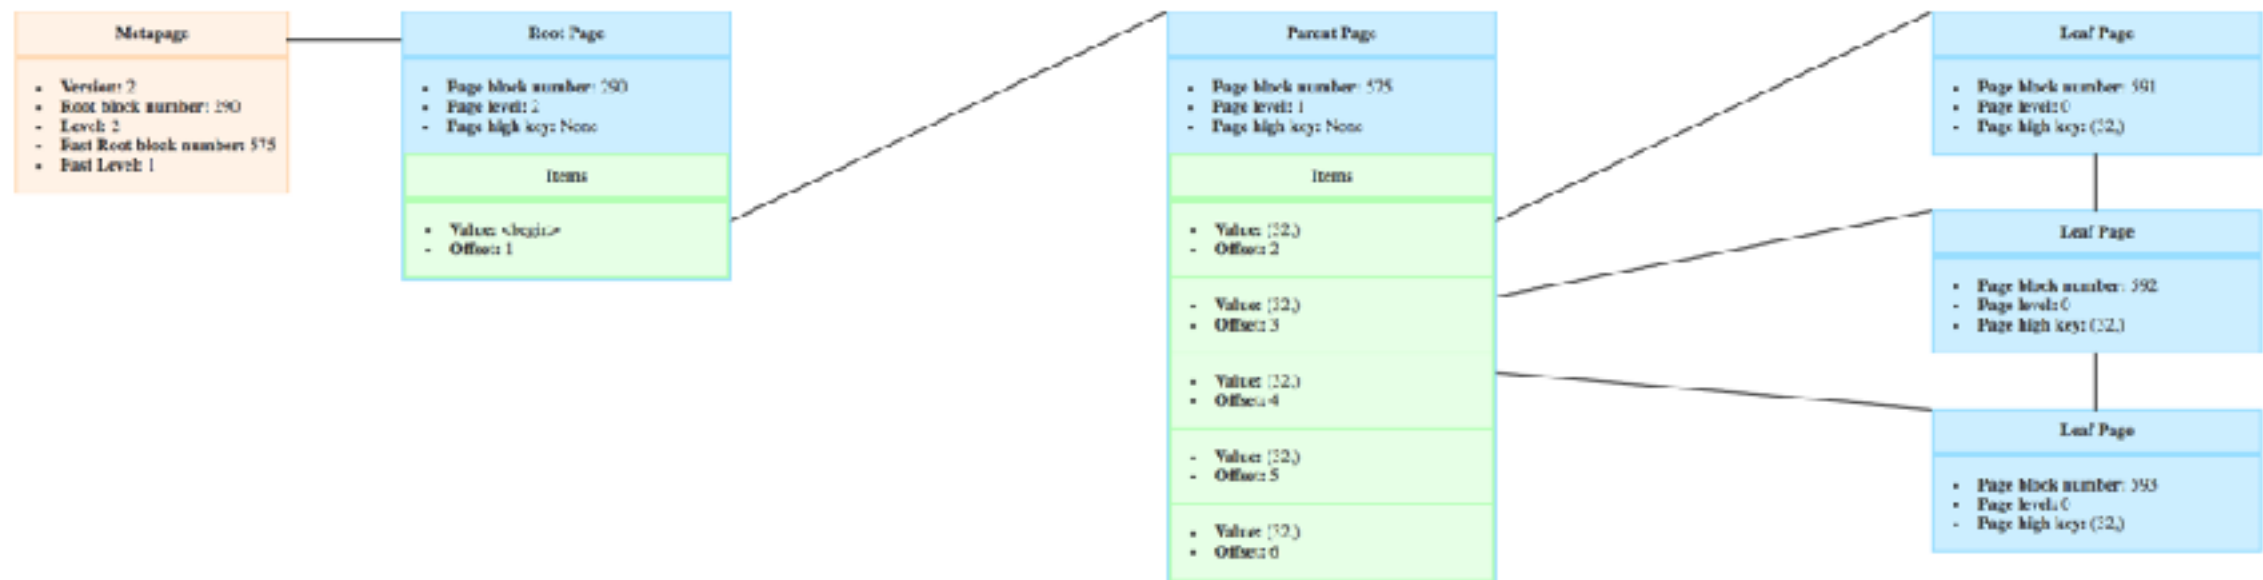 Metapage
Version: 2
Root block number: 290
Level: 2
Fast Root block number: 575
Fast Level: 1
Root Page
Page block number: 290
Page level: 2
Page high key: None
Items
Value: <begin>
Offset: 1
Parent Page
Page block number: 575
Page level: 1
Page high key: None
Items
Value: (32,)
Offset: 2
Value: (32,)
Offset: 3
Value: (32,)
Offset: 4
Value: (32,)
Offset: 5
Value: (32,)
Offset: 6
Leaf Page
Page block number: 591
Page level: 0
Page high key: (32,)
Leaf Page
Page block number: 592
Page level: 0
Page high key: (32,)
Leaf Page
Page block number: 593
Page level: 0
Page high key: (32,)